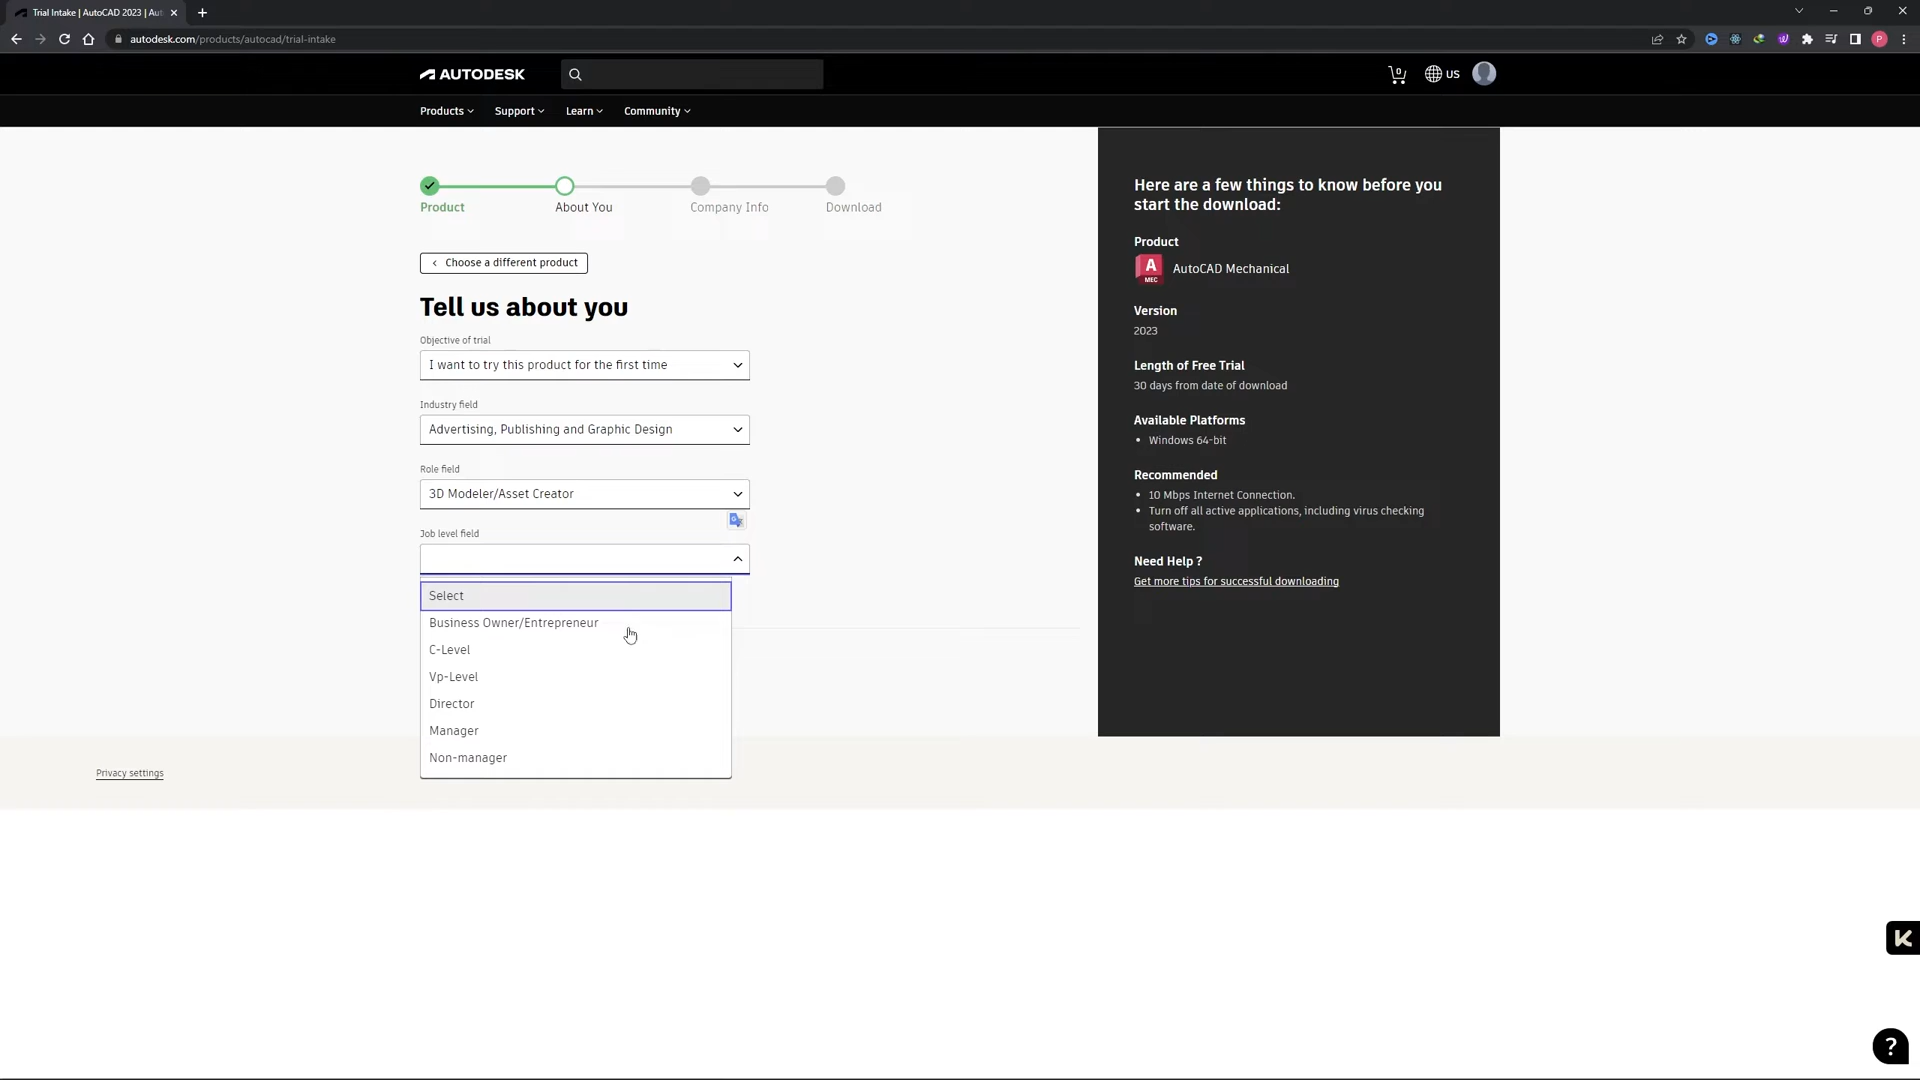 Trial Intake | AutoCAD 2023 | Aut
autodesk.com/products/autocad/trial-intake
P
AUTODESK
0
US
Products
Support
Learn
Community
Product
About You
Company Info
Download
Choose a different product
Tell us about you
Objective of trial
I want to try this product for the first time
Industry field
Advertising, Publishing and Graphic Design
Role field
3D Modeler/Asset Creator
Job level field
Select
Business Owner/Entrepreneur
C-Level
Vp-Level
Director
Manager
Non-manager
Here are a few things to know before you
start the download:
Product
A
MEC
AutoCAD Mechanical
Version
2023
Length of Free Trial
30 days from date of download
Available Platforms
• Windows 64-bit
Recommended
• 10 Mbps Internet Connection.
• Turn off all active applications, including virus checking
software.
Need Help ?
Get more tips for successful downloading
Privacy settings
K
?